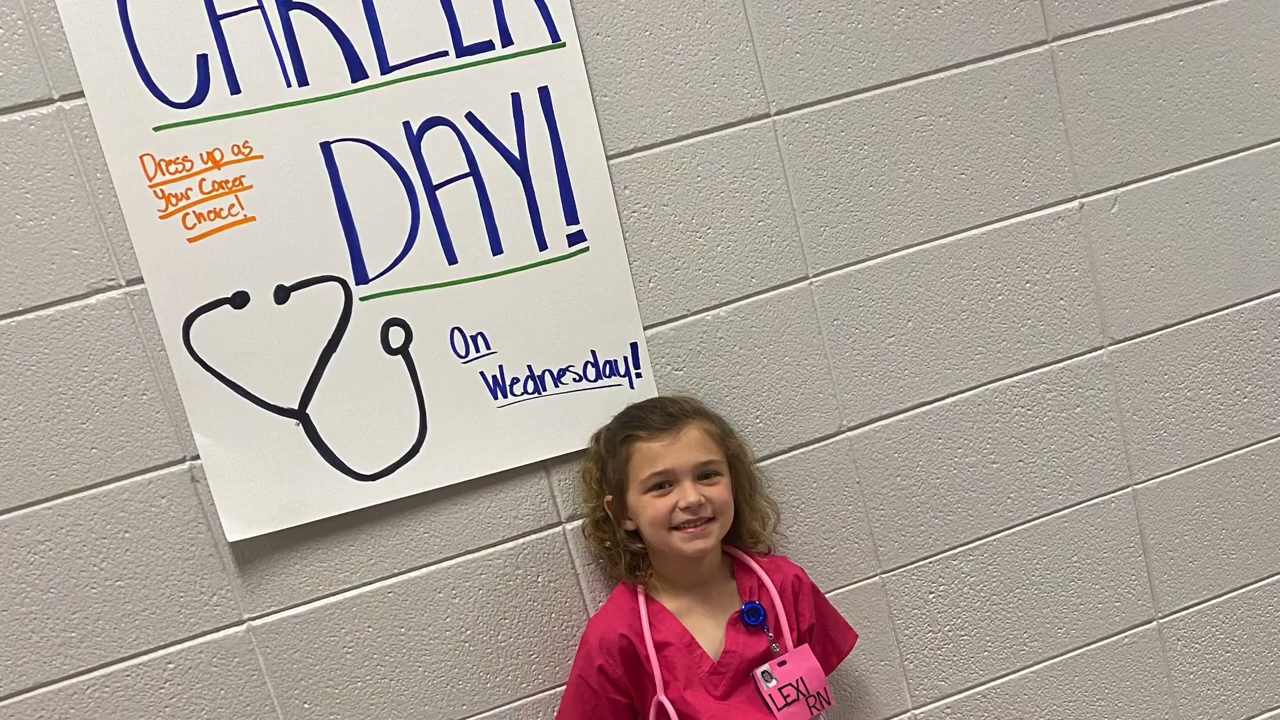 CAREER
Dress up as
Your Career
Choice!
DAY!
On
Wednesday!
LEXI
RN